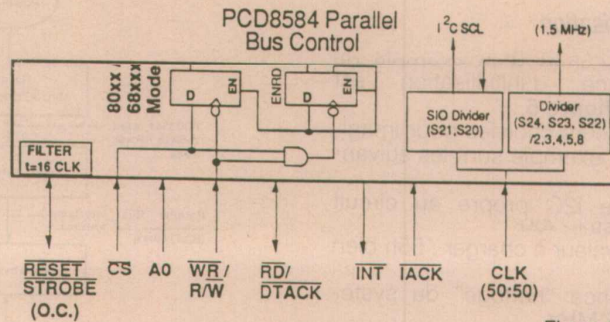 PCD8584 Parallel
Bus Control
I²C SCL
(1.5 MHz)
80xx /
68xxx
Mode
EN
D
ENRD
EN
D
SIO Divider
(S21,S20)
Divider
(S24, S23, S22)
/2,3,4,5,8
FILTER
t=16 CLK
RESET
STROBE
(O.C.)
CS
A0
WR /
R/W
RD/
DTACK
INT
IACK
CLK
(50:50)